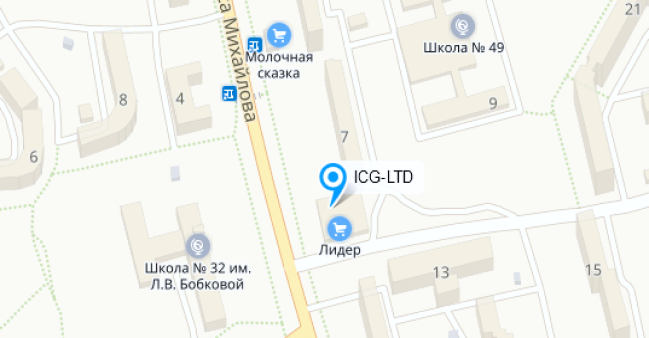 са Михайлова
Молочная
сказка
Школа № 49
21
8
4
9
7
6
ICG-LTD
Лидер
Школа № 32 им.
Л.В. Бобковой
13
15